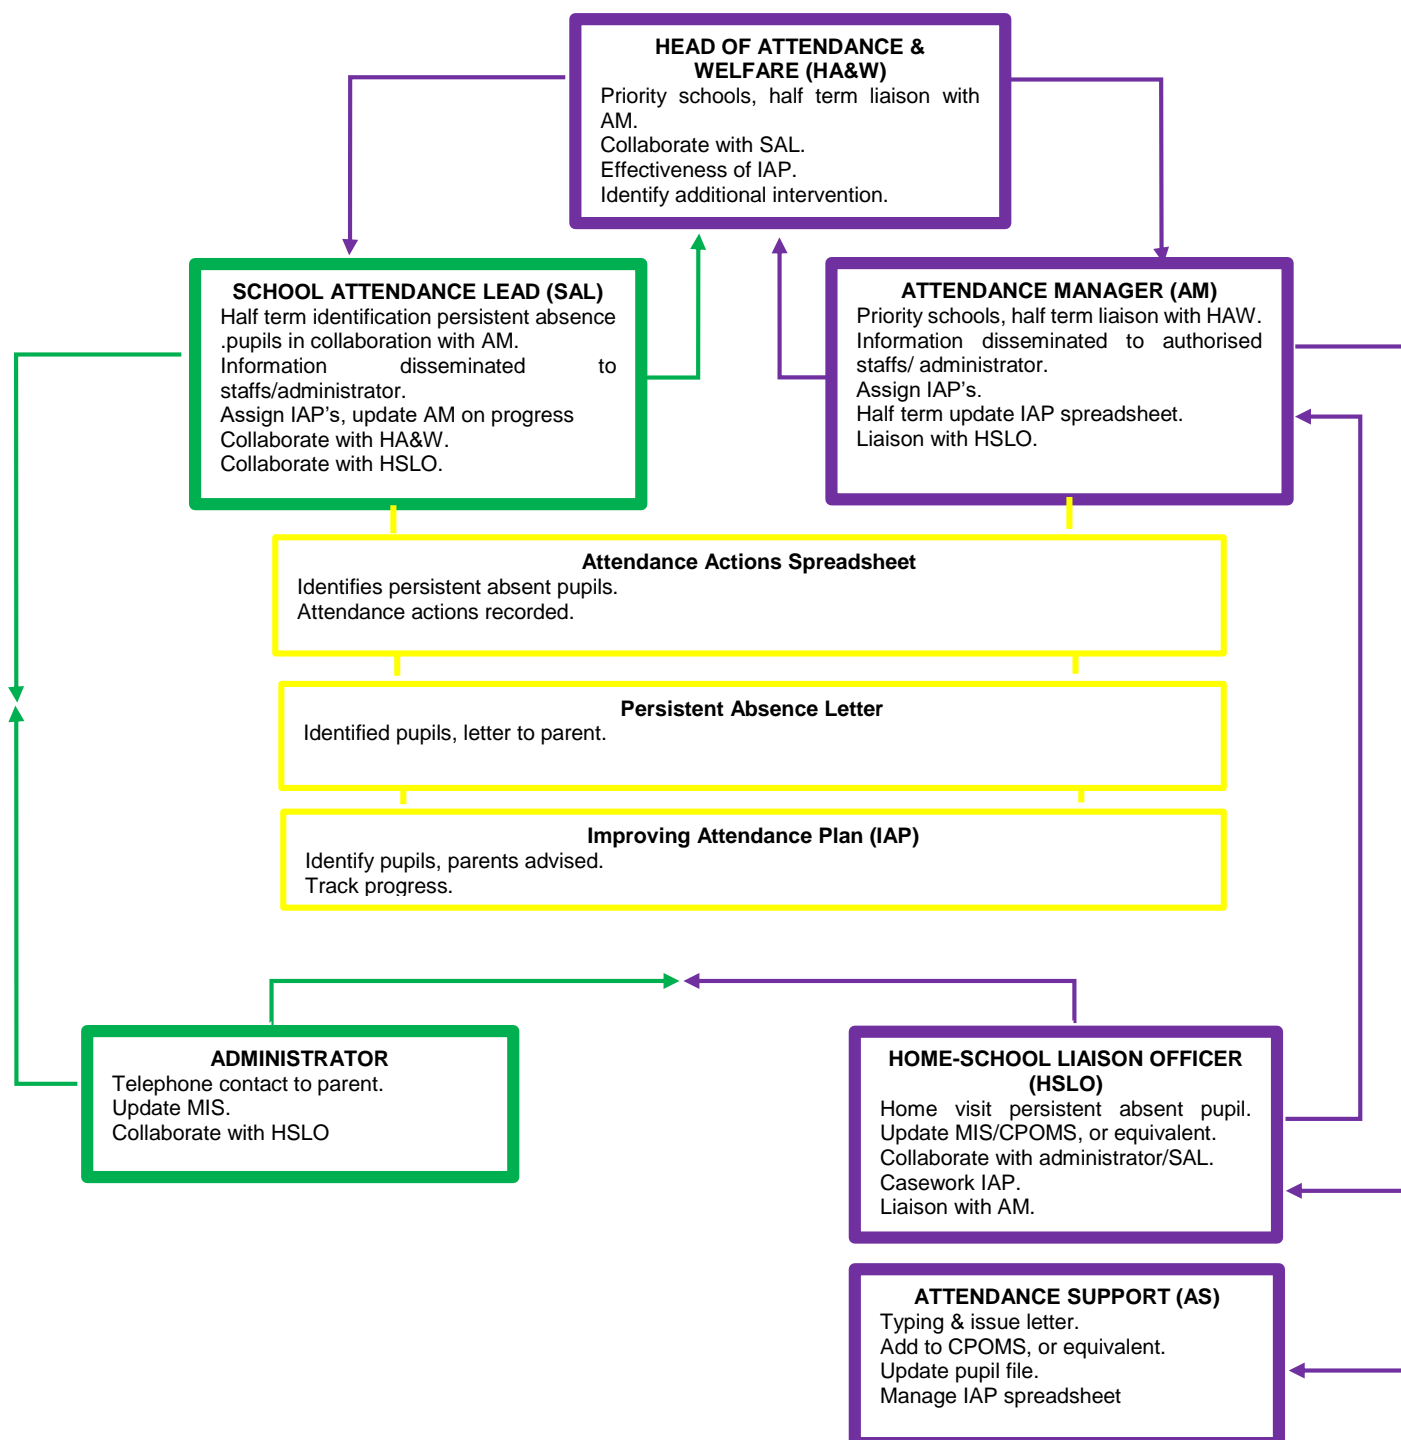 HEAD OF ATTENDANCE &
WELFARE (HA&W)
Priority schools, half term liaison with
AM.
Collaborate with SAL.
Effectiveness of IAP.
Identify additional intervention.
SCHOOL ATTENDANCE LEAD (SAL)
Half term identification persistent absence
.pupils in collaboration with AM.
Information disseminated to
staffs/administrator.
Assign IAP's, update AM on progress
Collaborate with HA&W.
Collaborate with HSLO.
ATTENDANCE MANAGER (AM)
Priority schools, half term liaison with HAW.
Information disseminated to authorised
staffs/ administrator.
Assign IAP's.
Half term update IAP spreadsheet.
Liaison with HSLO.
Attendance Actions Spreadsheet
Identifies persistent absent pupils.
Attendance actions recorded.
Persistent Absence Letter
Identified pupils, letter to parent.
Improving Attendance Plan (IAP)
Identify pupils, parents advised.
Track progress.
ADMINISTRATOR
Telephone contact to parent.
Update MIS.
Collaborate with HSLO
HOME-SCHOOL LIAISON OFFICER
(HSLO)
Home visit persistent absent pupil.
Update MIS/CPOMS, or equivalent.
Collaborate with administrator/SAL.
Casework IAP.
Liaison with AM.
ATTENDANCE SUPPORT (AS)
Typing & issue letter.
Add to CPOMS, or equivalent.
Update pupil file.
Manage IAP spreadsheet